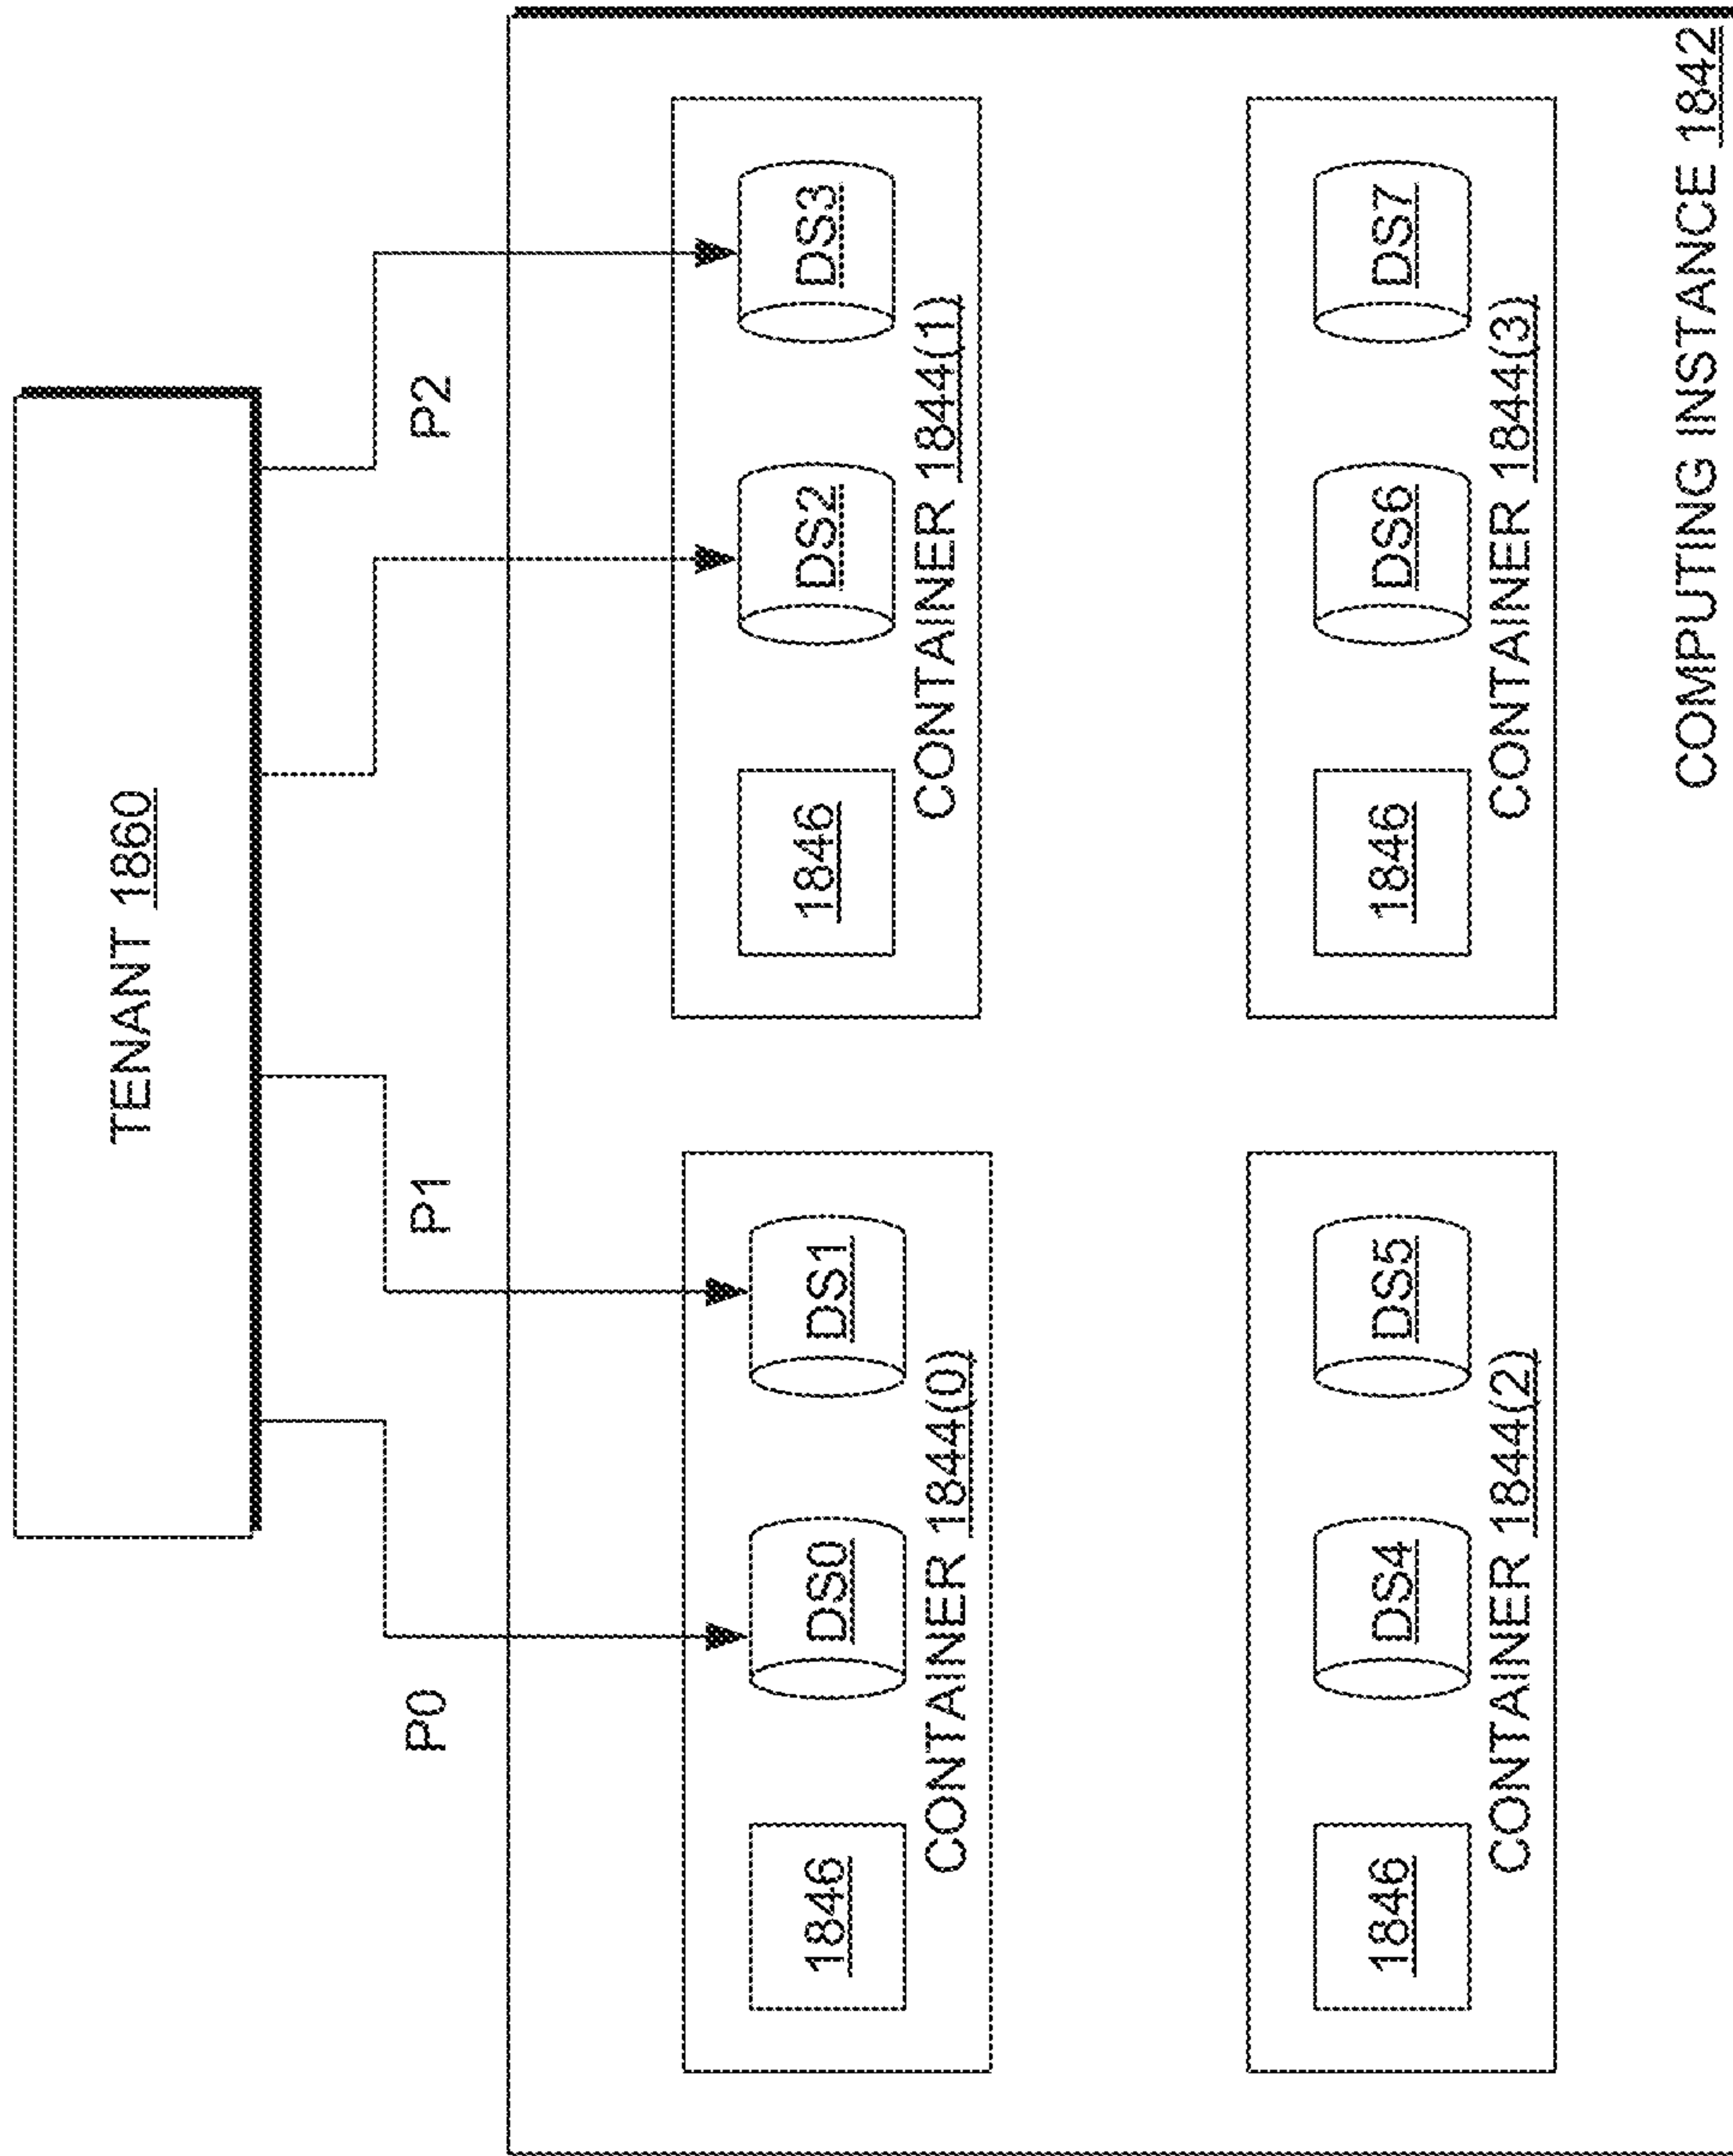 TENANT 1860
P0
P1
P2
1846
DS0
DS1
CONTAINER 1844(0)
1846
DS2
DS3
CONTAINER 1844(1)
1846
DS4
DS5
CONTAINER 1844(2)
1846
DS6
DS7
CONTAINER 1844(3)
COMPUTING INSTANCE 1842